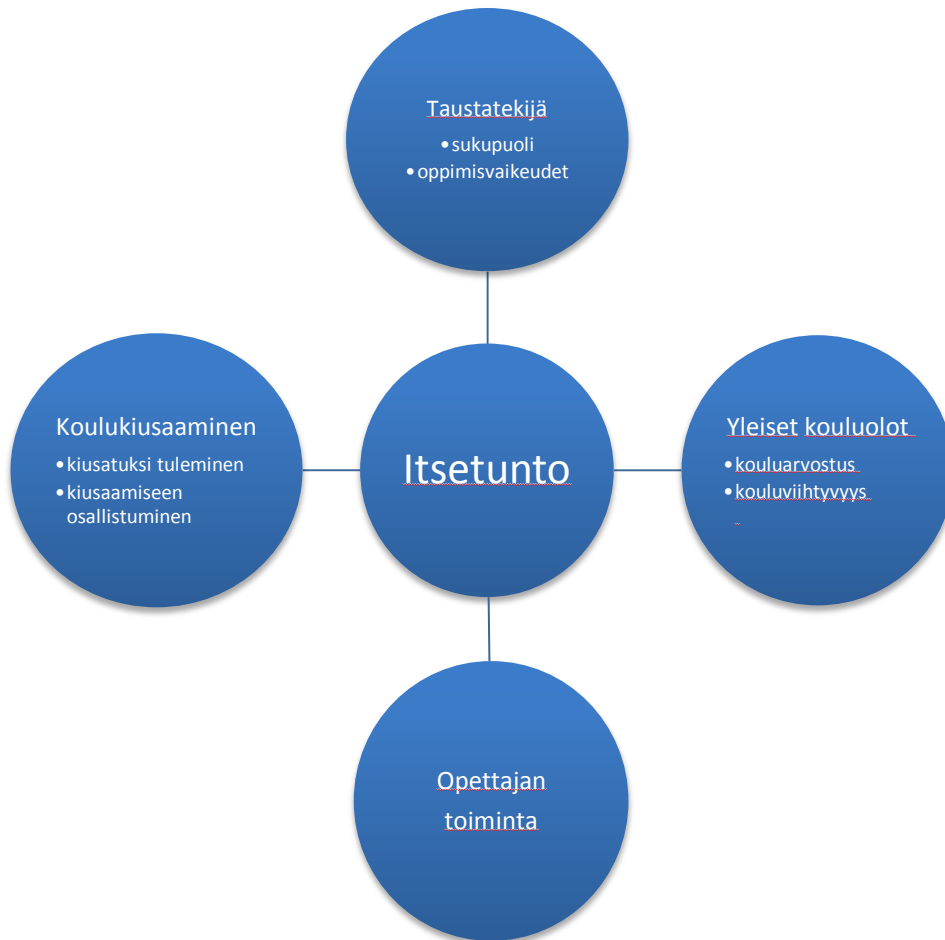 Taustatekijä
• sukupuoli
• oppimisvaikeudet
Koulukiusaaminen
• kiusatuksi tuleminen
• kiusaamiseen
osallistuminen
Itsetunto
Yleiset kouluolot
• kouluarvostus
• kouluviihtyvyys
Opettajan
toiminta